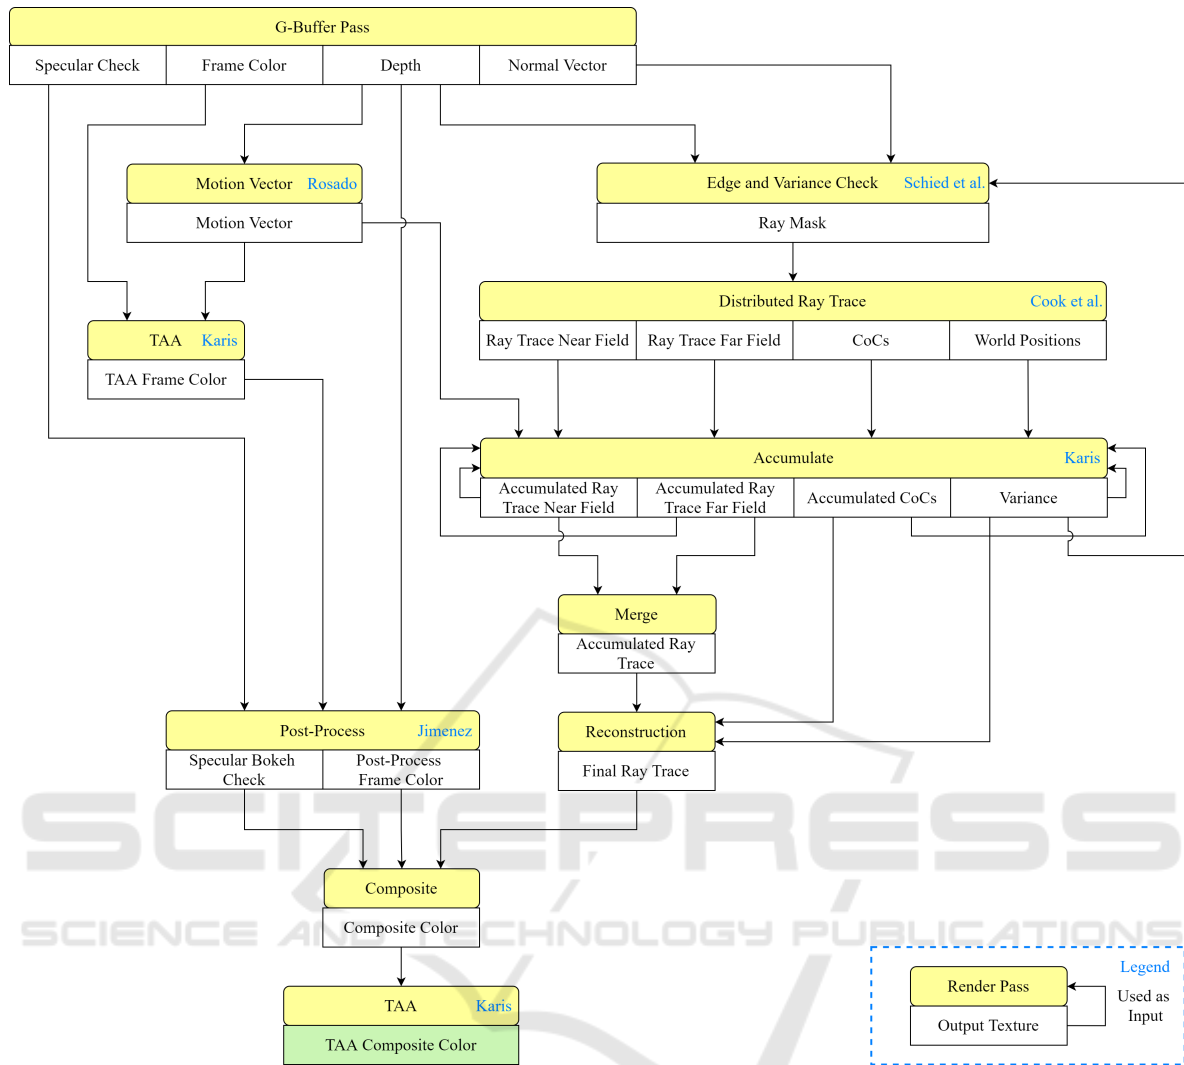 G-Buffer Pass
Specular Check
Frame Color
Depth
Normal Vector
Motion Vector Rosado
Motion Vector
Edge and Variance Check Schied et al.
Ray Mask
Distributed Ray Trace Cook et al.
Ray Trace Near Field
Ray Trace Far Field
CoCs
World Positions
TAA Karis
TAA Frame Color
Accumulate Karis
Accumulated Ray
Trace Near Field
Accumulated Ray
Trace Far Field
Accumulated CoCs
Variance
Merge
Accumulated Ray
Trace
Post-Process Jimenez
Specular Bokeh
Check
Post-Process
Frame Color
Reconstruction
Final Ray Trace
SCITEPRESS
SCIENCE AND TECHNOLOGY PUBLICATIONS
Composite
Composite Color
TAA Karis
TAA Composite Color
Legend
Render Pass
Output Texture
Used as
Input